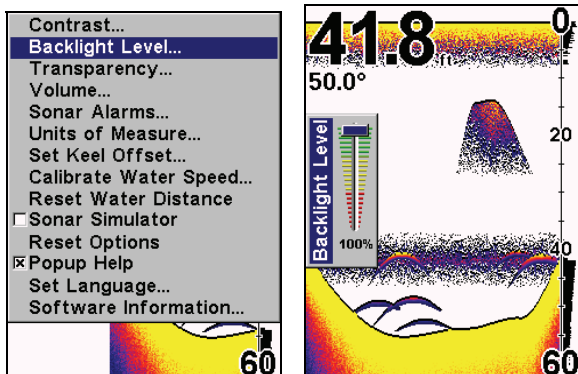 Contrast...
Backlight Level...
Transparency...
Volume...
Sonar Alarms...
Units of Measure...
Set Keel Offset...
Calibrate Water Speed...
Reset Water Distance
Sonar Simulator
Reset Options
Popup Help
Set Language...
Software Information...
60
41.8 ft
50.0°
Backlight Level
100%
0
20
40
60